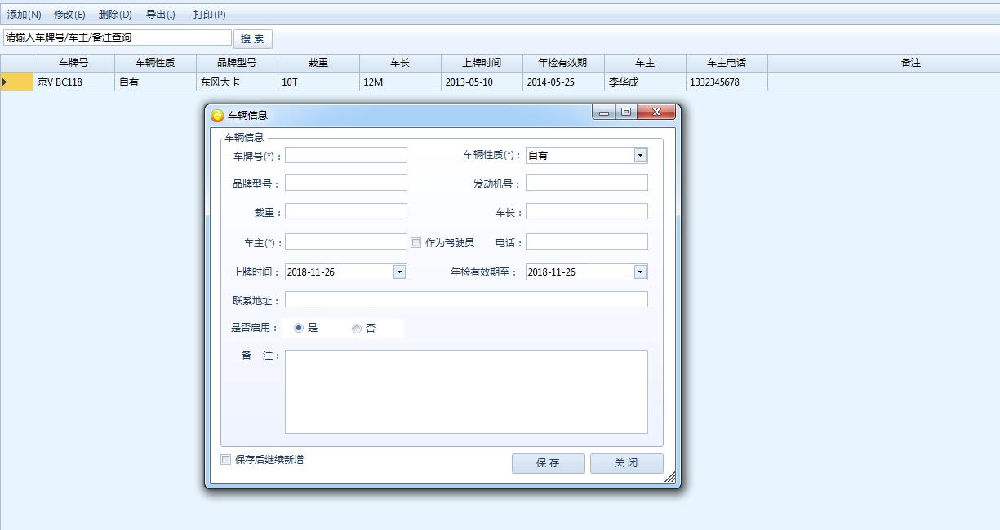 添加(N) 修改(E) 删除(D) 导出(I) 打印(P)
请输入车牌号/车主/备注查询 搜 索
车牌号 车辆性质 品牌型号 载重 车长 上牌时间 年检有效期 车主 车主电话 备注
京V BC118 自有 东风大卡 10T 12M 2013-05-10 2014-05-25 李华成 1332345678
车辆信息
车辆信息
车牌号(*)： 车辆性质(*)： 自有
品牌型号： 发动机号：
载重： 车长：
车主(*)： 作为驾驶员 电话：
上牌时间： 2018-11-26 年检有效期至： 2018-11-26
联系地址：
是否启用： 是 否
备 注：
保存后继续新增 保 存 关 闭